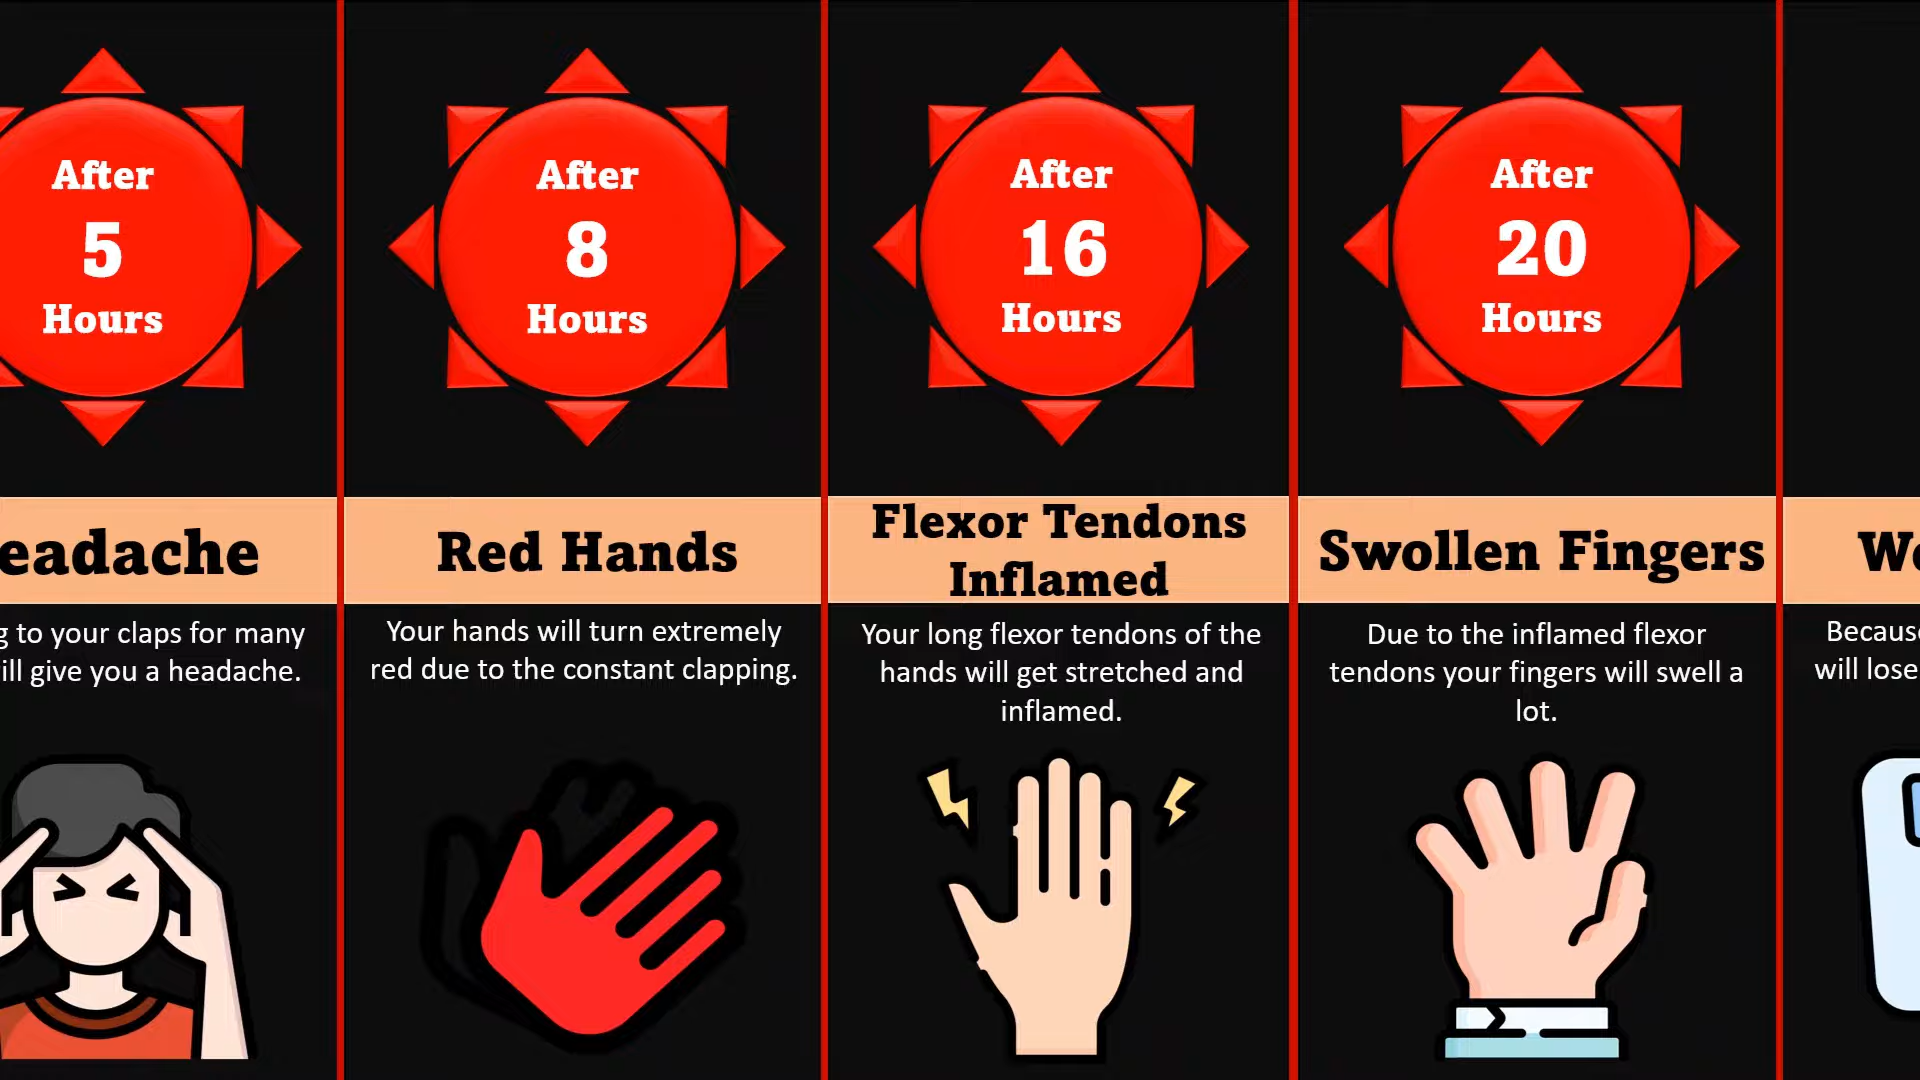 After
5
Hours
eadache
to your claps for many
ill give you a headache.
After
8
Hours
Red Hands
Your hands will turn extremely
red due to the constant clapping.
After
16
Hours
Flexor Tendons
Inflamed
Your long flexor tendons of the
hands will get stretched and
inflamed.
After
20
Hours
Swollen Fingers
Due to the inflamed flexor
tendons your fingers will swell a
lot.
Becaus
will lose